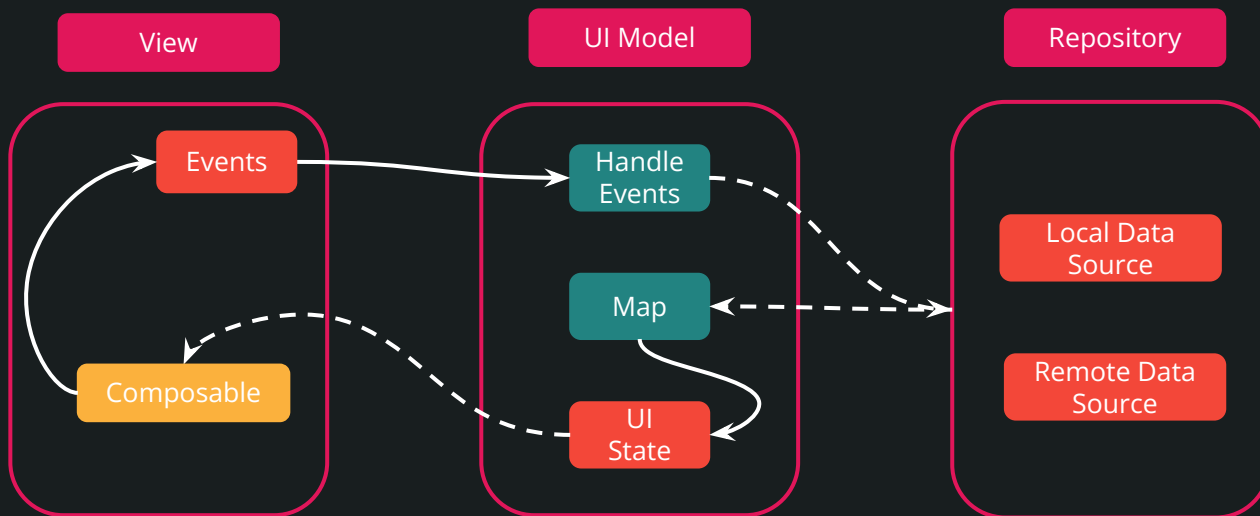 View
UI Model
Repository
Events
Handle
Events
Local Data
Source
Map
Composable
Remote Data
Source
UI
State